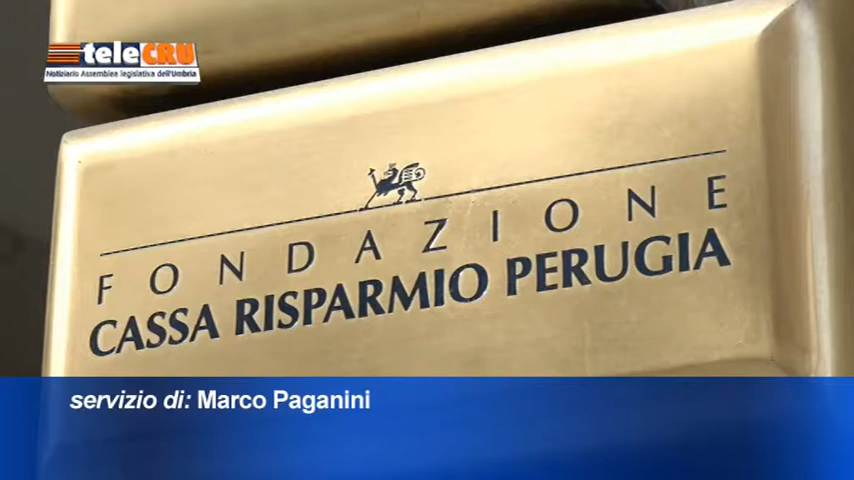 teleCRU
Notiziario Assemblea legislativa dell'Umbria
FONDAZIONE
CASSA RISPARMIO PERUGIA
servizio di: Marco Paganini